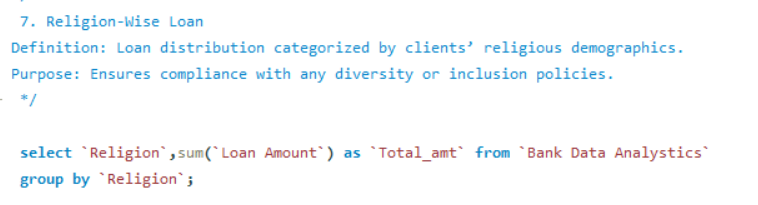 7. Religion-Wise Loan
Definition: Loan distribution categorized by clients’ religious demographics.
Purpose: Ensures compliance with any diversity or inclusion policies.
*/
select `Religion`,sum(`Loan Amount`) as `Total_amt` from `Bank Data Analystics`
group by `Religion`;